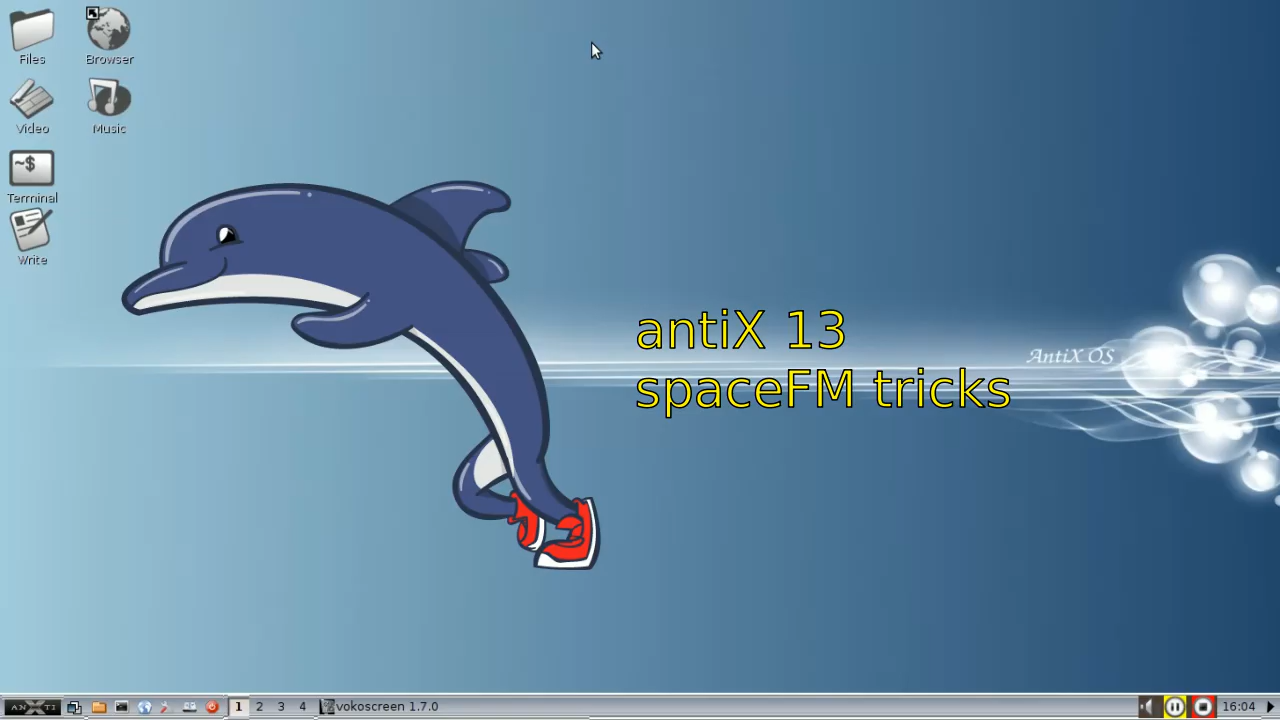 Files
Browser
Video
Music
~$
Terminal
Write
antiX 13
spaceFM tricks
AntiX OS
ANTI
1 2 3 4
vokoscreen 1.7.0
16:04